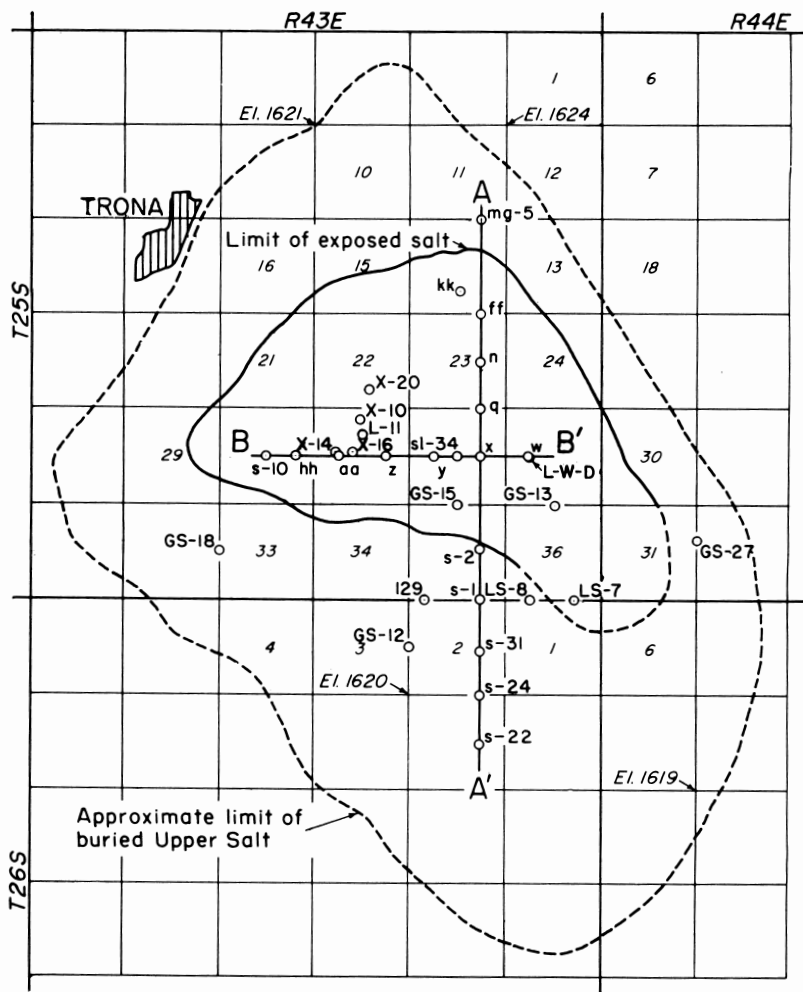 R43E R44E
1 6
El. 1621 El. 1624
10 11 12 7
A
TRONA
mg-5
Limit of exposed salt
16 15 13 18
kk
ff
T25S
21 22 23 n 24
X-20
X-10 q
L-11
B X-14 X-16 sl-34 x w B'
29 30
s-10 hh aa z y L-W-D
GS-15 GS-13
GS-18 33 34 s-2 36 31 GS-27
129 s-1 LS-8 LS-7
GS-12
4 3 2 s-31 1 6
El. 1620 s-24
s-22
A' El. 1619
Approximate limit of
buried Upper Salt
T26S